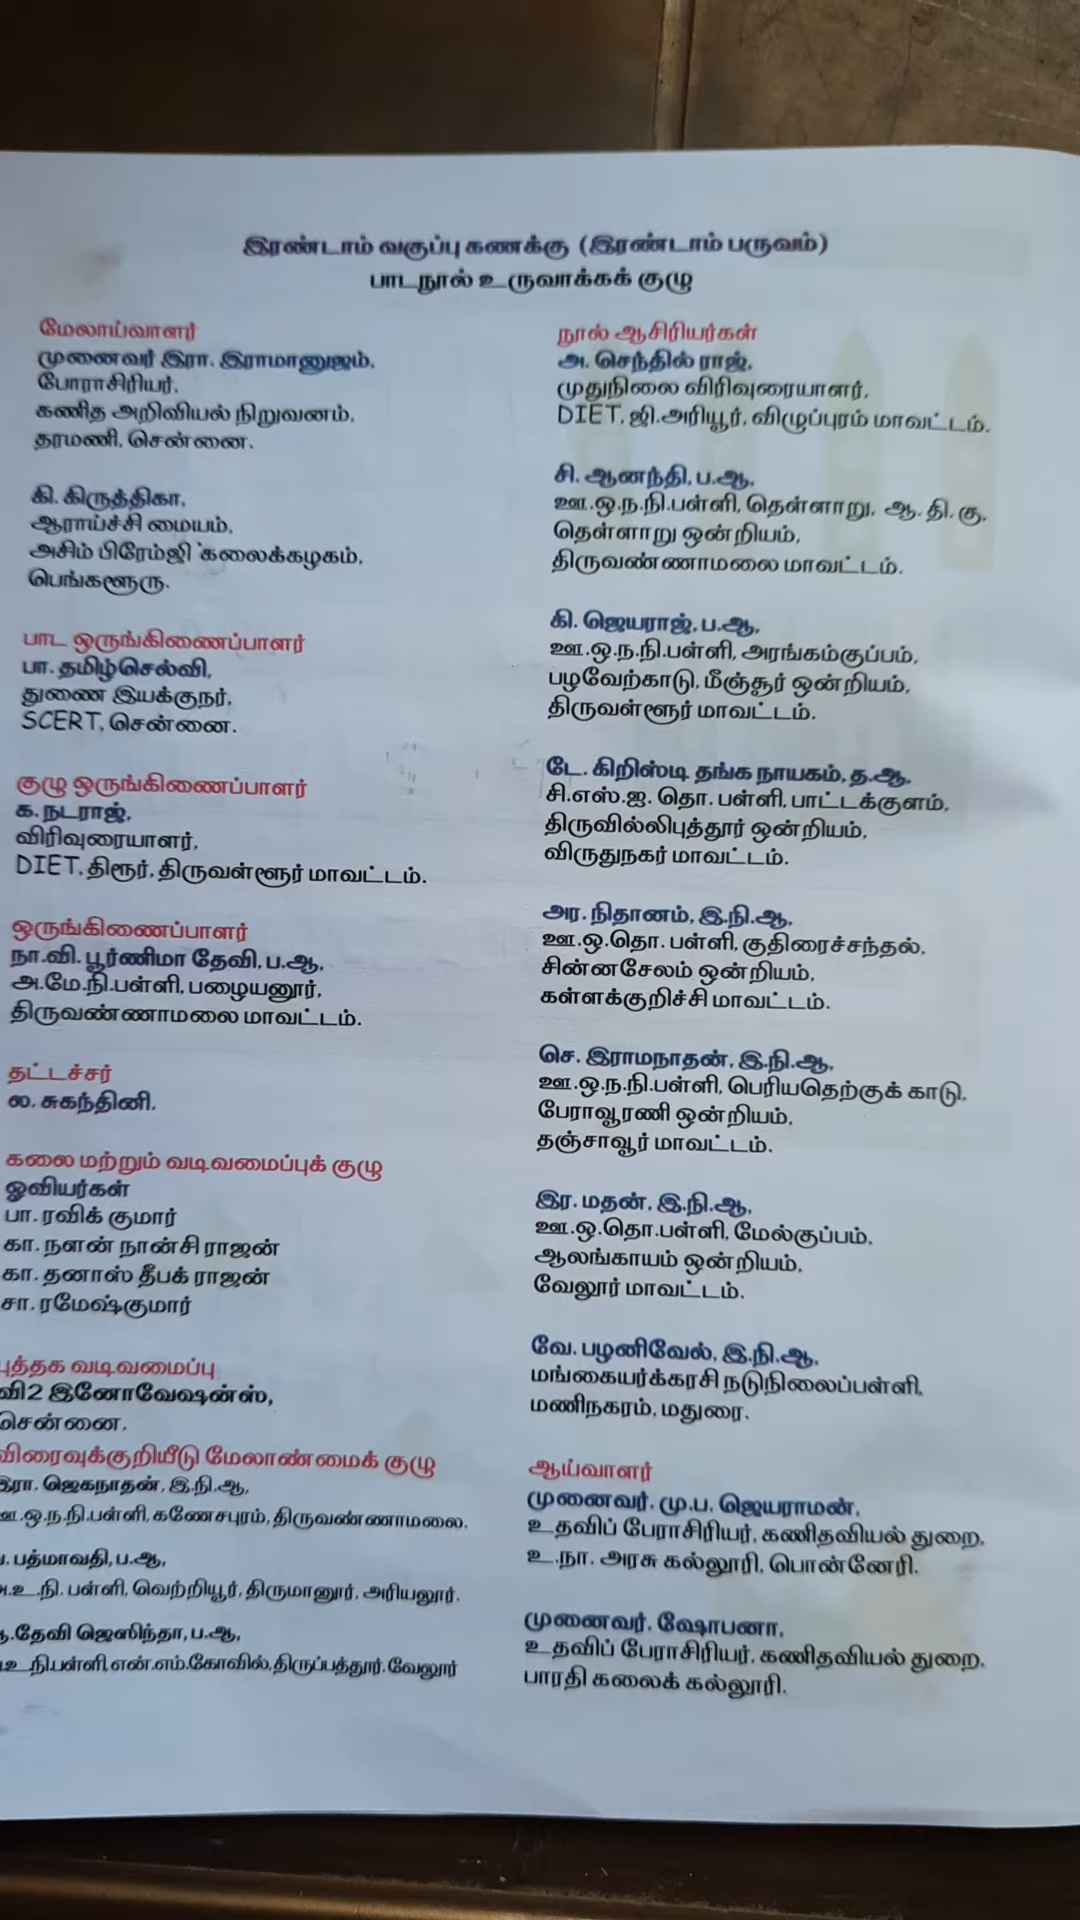 இரண்டாம் வகுப்பு கணக்கு (இரண்டாம் பருவம்)
பாடநூல் உருவாக்கக் குழு
மேலாய்வாளர்
முனைவர் இரா. இராமானுஜம்,
போராசிரியர்,
கணித அறிவியல் நிறுவனம்,
தரமணி, சென்னை.
கி. கிருத்திகா,
ஆராய்ச்சி மையம்,
அசிம் பிரேம்ஜி கலைக்கழகம்,
பெங்களூரு.
பாட ஒருங்கிணைப்பாளர்
பா. தமிழ்செல்வி,
துணை இயக்குநர்,
SCERT, சென்னை.
குழு ஒருங்கிணைப்பாளர்
க. நடராஜ்,
விரிவுரையாளர்,
DIET, திரூர், திருவள்ளூர் மாவட்டம்.
ஒருங்கிணைப்பாளர்
நா.வி. பூர்ணிமா தேவி, ப.ஆ,
அ.மே.நி.பள்ளி, பழையனூர்,
திருவண்ணாமலை மாவட்டம்.
தட்டச்சர்
ல. சுகந்தினி.
கலை மற்றும் வடிவமைப்புக் குழு
ஓவியர்கள்
பா. ரவிக் குமார்
கா. நளன் நான்சி ராஜன்
கா. தனாஸ் தீபக் ராஜன்
சா. ரமேஷ்குமார்
புத்தக வடிவமைப்பு
வி2 இனோவேஷன்ஸ்,
சென்னை.
விரைவுக்குறியீடு மேலாண்மைக் குழு
இரா. ஜெகநாதன், இ.நி.ஆ,
ஊ.ஒ.ந.நி.பள்ளி, கணேசபுரம், திருவண்ணாமலை.
பத்மாவதி, ப.ஆ,
அ.உ.நி. பள்ளி, வெற்றியூர், திருமானூர், அரியலூர்.
ஆ.தேவி ஜெஸிந்தா, ப.ஆ,
உ.நி.பள்ளி, என்.எம்.கோவில், திருப்பத்தூர், வேலூர்
நூல் ஆசிரியர்கள்
அ. செந்தில் ராஜ்,
முதுநிலை விரிவுரையாளர்,
DIET, ஜி.அரியூர், விழுப்புரம் மாவட்டம்.
சி. ஆனந்தி, ப.ஆ,
ஊ.ஒ.ந.நி.பள்ளி, தெள்ளாறு, ஆ. தி. கு,
தெள்ளாறு ஒன்றியம்,
திருவண்ணாமலை மாவட்டம்.
கி. ஜெயராஜ், ப.ஆ,
ஊ.ஒ.ந.நி.பள்ளி, அரங்கம்குப்பம்,
பழவேற்காடு, மீஞ்சூர் ஒன்றியம்,
திருவள்ளூர் மாவட்டம்.
டே. கிறிஸ்டி தங்க நாயகம், த.ஆ,
சி.எஸ்.ஐ. தொ. பள்ளி, பாட்டக்குளம்,
திருவில்லிபுத்தூர் ஒன்றியம்,
விருதுநகர் மாவட்டம்.
அர. நிதானம், இ.நி.ஆ,
ஊ.ஒ.தொ. பள்ளி, குதிரைச்சந்தல்,
சின்னசேலம் ஒன்றியம்,
கள்ளக்குறிச்சி மாவட்டம்.
செ. இராமநாதன், இ.நி.ஆ,
ஊ.ஒ.ந.நி.பள்ளி, பெரியதெற்குக் காடு,
பேராவூரணி ஒன்றியம்,
தஞ்சாவூர் மாவட்டம்.
இர. மதன், இ.நி.ஆ,
ஊ.ஒ.தொ.பள்ளி, மேல்குப்பம்,
ஆலங்காயம் ஒன்றியம்,
வேலூர் மாவட்டம்.
வே. பழனிவேல், இ.நி.ஆ,
மங்கையர்க்கரசி நடுநிலைப்பள்ளி,
மணிநகரம், மதுரை.
ஆய்வாளர்
முனைவர். மு.ப. ஜெயராமன்,
உதவிப் பேராசிரியர், கணிதவியல் துறை,
உ.நா. அரசு கல்லூரி, பொன்னேரி.
முனைவர். ஷோபனா,
உதவிப் பேராசிரியர், கணிதவியல் துறை,
பாரதி கலைக் கல்லூரி.